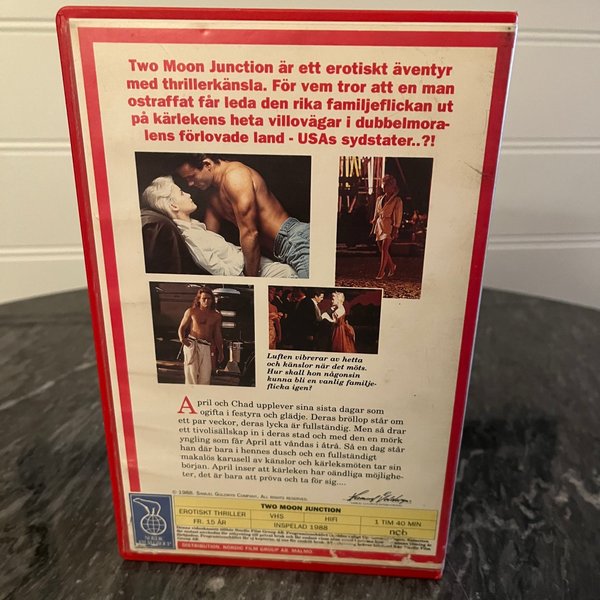 Two Moon Junction är ett erotiskt äventyr
med thrillerkänsla. För vem tror att en man
ostraffat får leda den rika familjeflickan ut
på kärlekens heta villovägar i dubbelmora-
lens förlovade land - USAs sydstater..?!
Luften vibrerar av hetta
och känslor när det möts.
Hur skall hon någonsin
kunna bli en vanlig familje-
flicka igen?
April och Chad upplever sina sista dagar som
ogifta i festyra och glädje. Deras bröllop står om
ett par veckor, deras lycka är fullständig. Men så drar
ett tivolisällskap in i deras stad och med den en mörk
yngling som får April att våndas i åtrå. Så en dag står
han där bara i hennes dusch och en fullständigt
makalös karusell av känslor och kärleksmöten tar sin
början. April inser att kärleken har oändliga möjlighe-
ter, det är bara att pröva och ta för sig....
© 1988. Samuel Goldwyn Company. All Rights Reserved.
TWO MOON JUNCTION
EROTISKT THRILLER
VHS
HIFI
1 TIM 40 MIN
FR. 15 ÅR
INSPELAD 1988
ncb
DISTRIBUTION: NORDIC FILM GROUP AB, MALMÖ